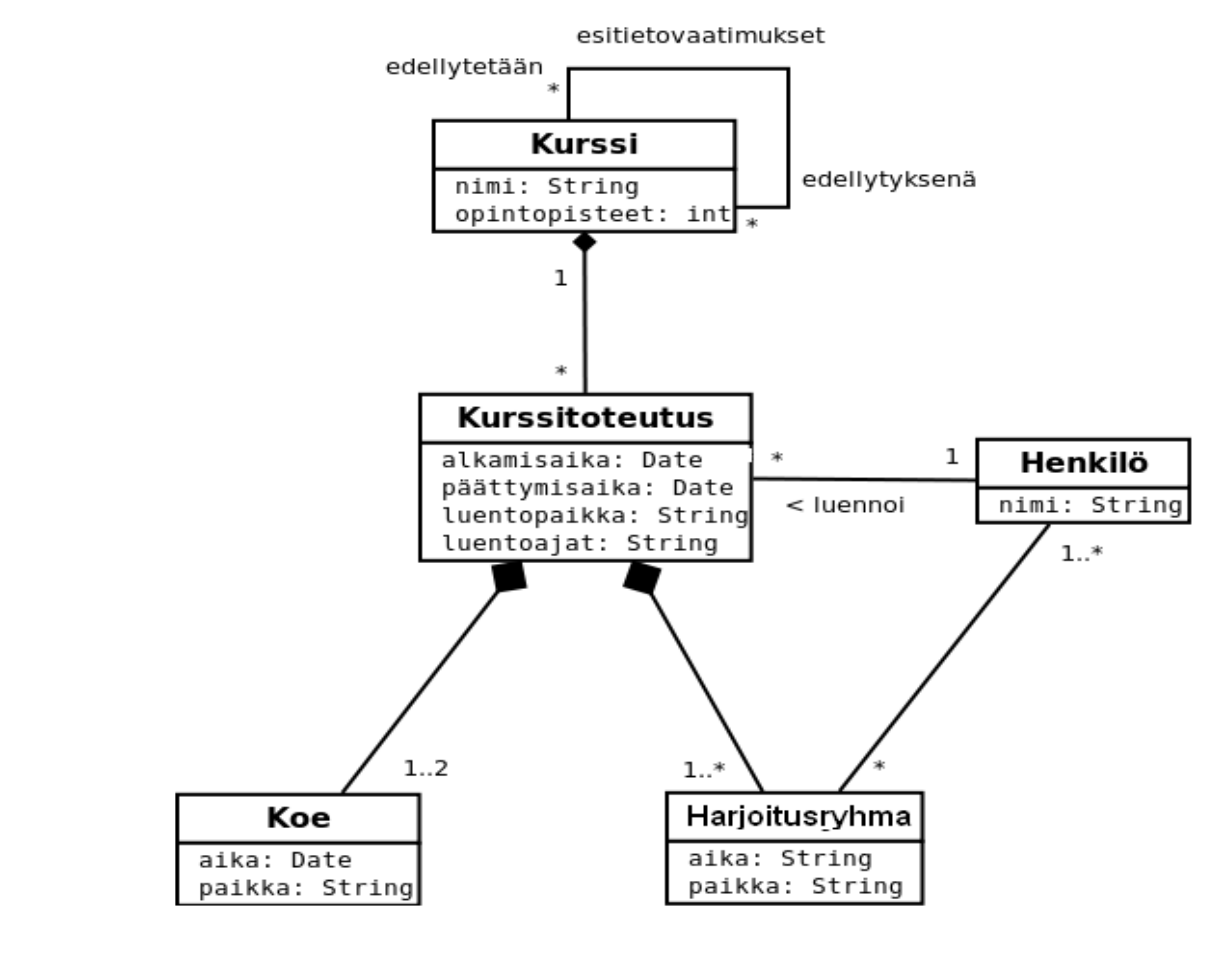 esitietovaatimukset
edellytetään
*
Kurssi
nimi: String
opintopisteet: int
edellytyksenä
*
1
*
Kurssitoteutus
alkamisaika: Date
päättymisaika: Date
luentopaikka: String
luentoajat: String
*
1
< luennoi
Henkilö
nimi: String
1..*
1..2
1..*
*
Koe
aika: Date
paikka: String
Harjoitusryhma
aika: String
paikka: String